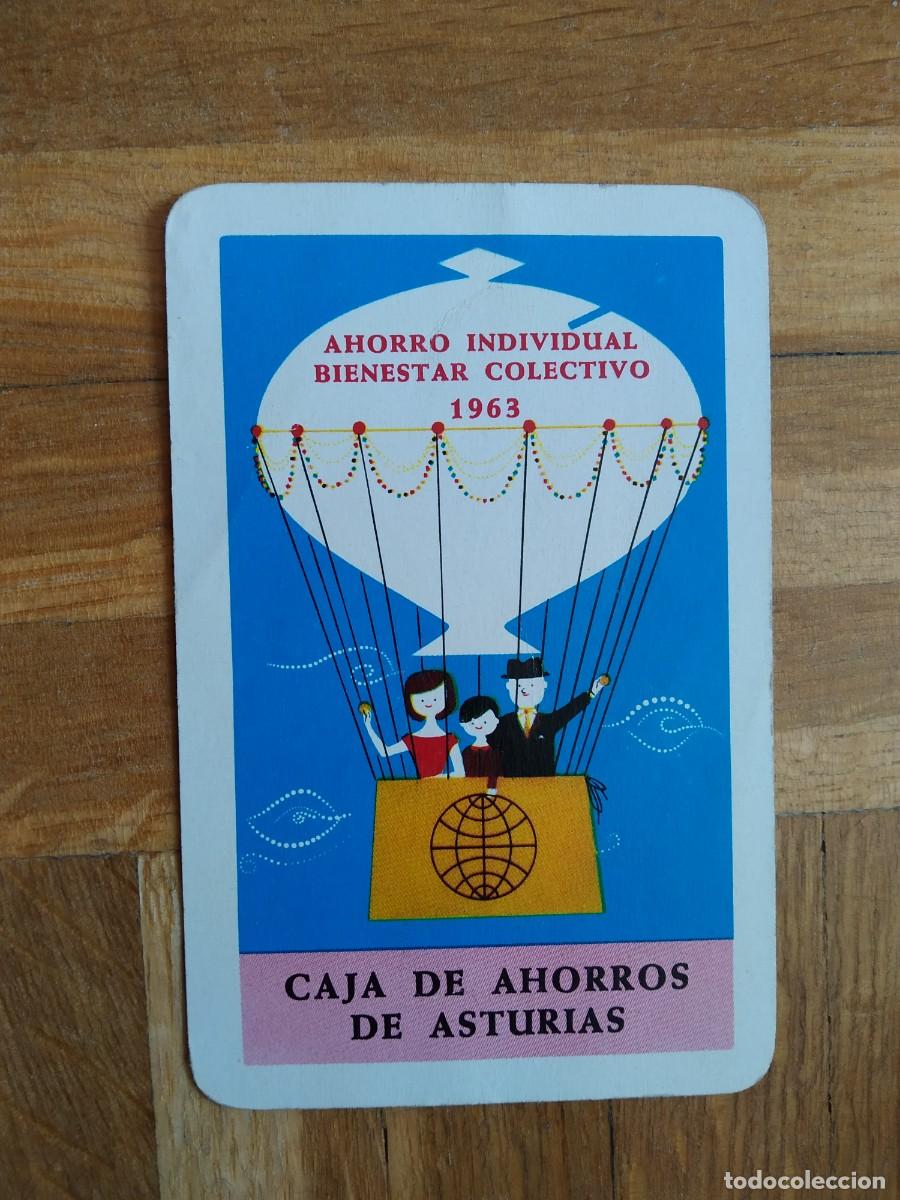 AHORRO INDIVIDUAL
BIENESTAR COLECTIVO
1963
CAJA DE AHORROS
DE ASTURIAS
todocoleccion